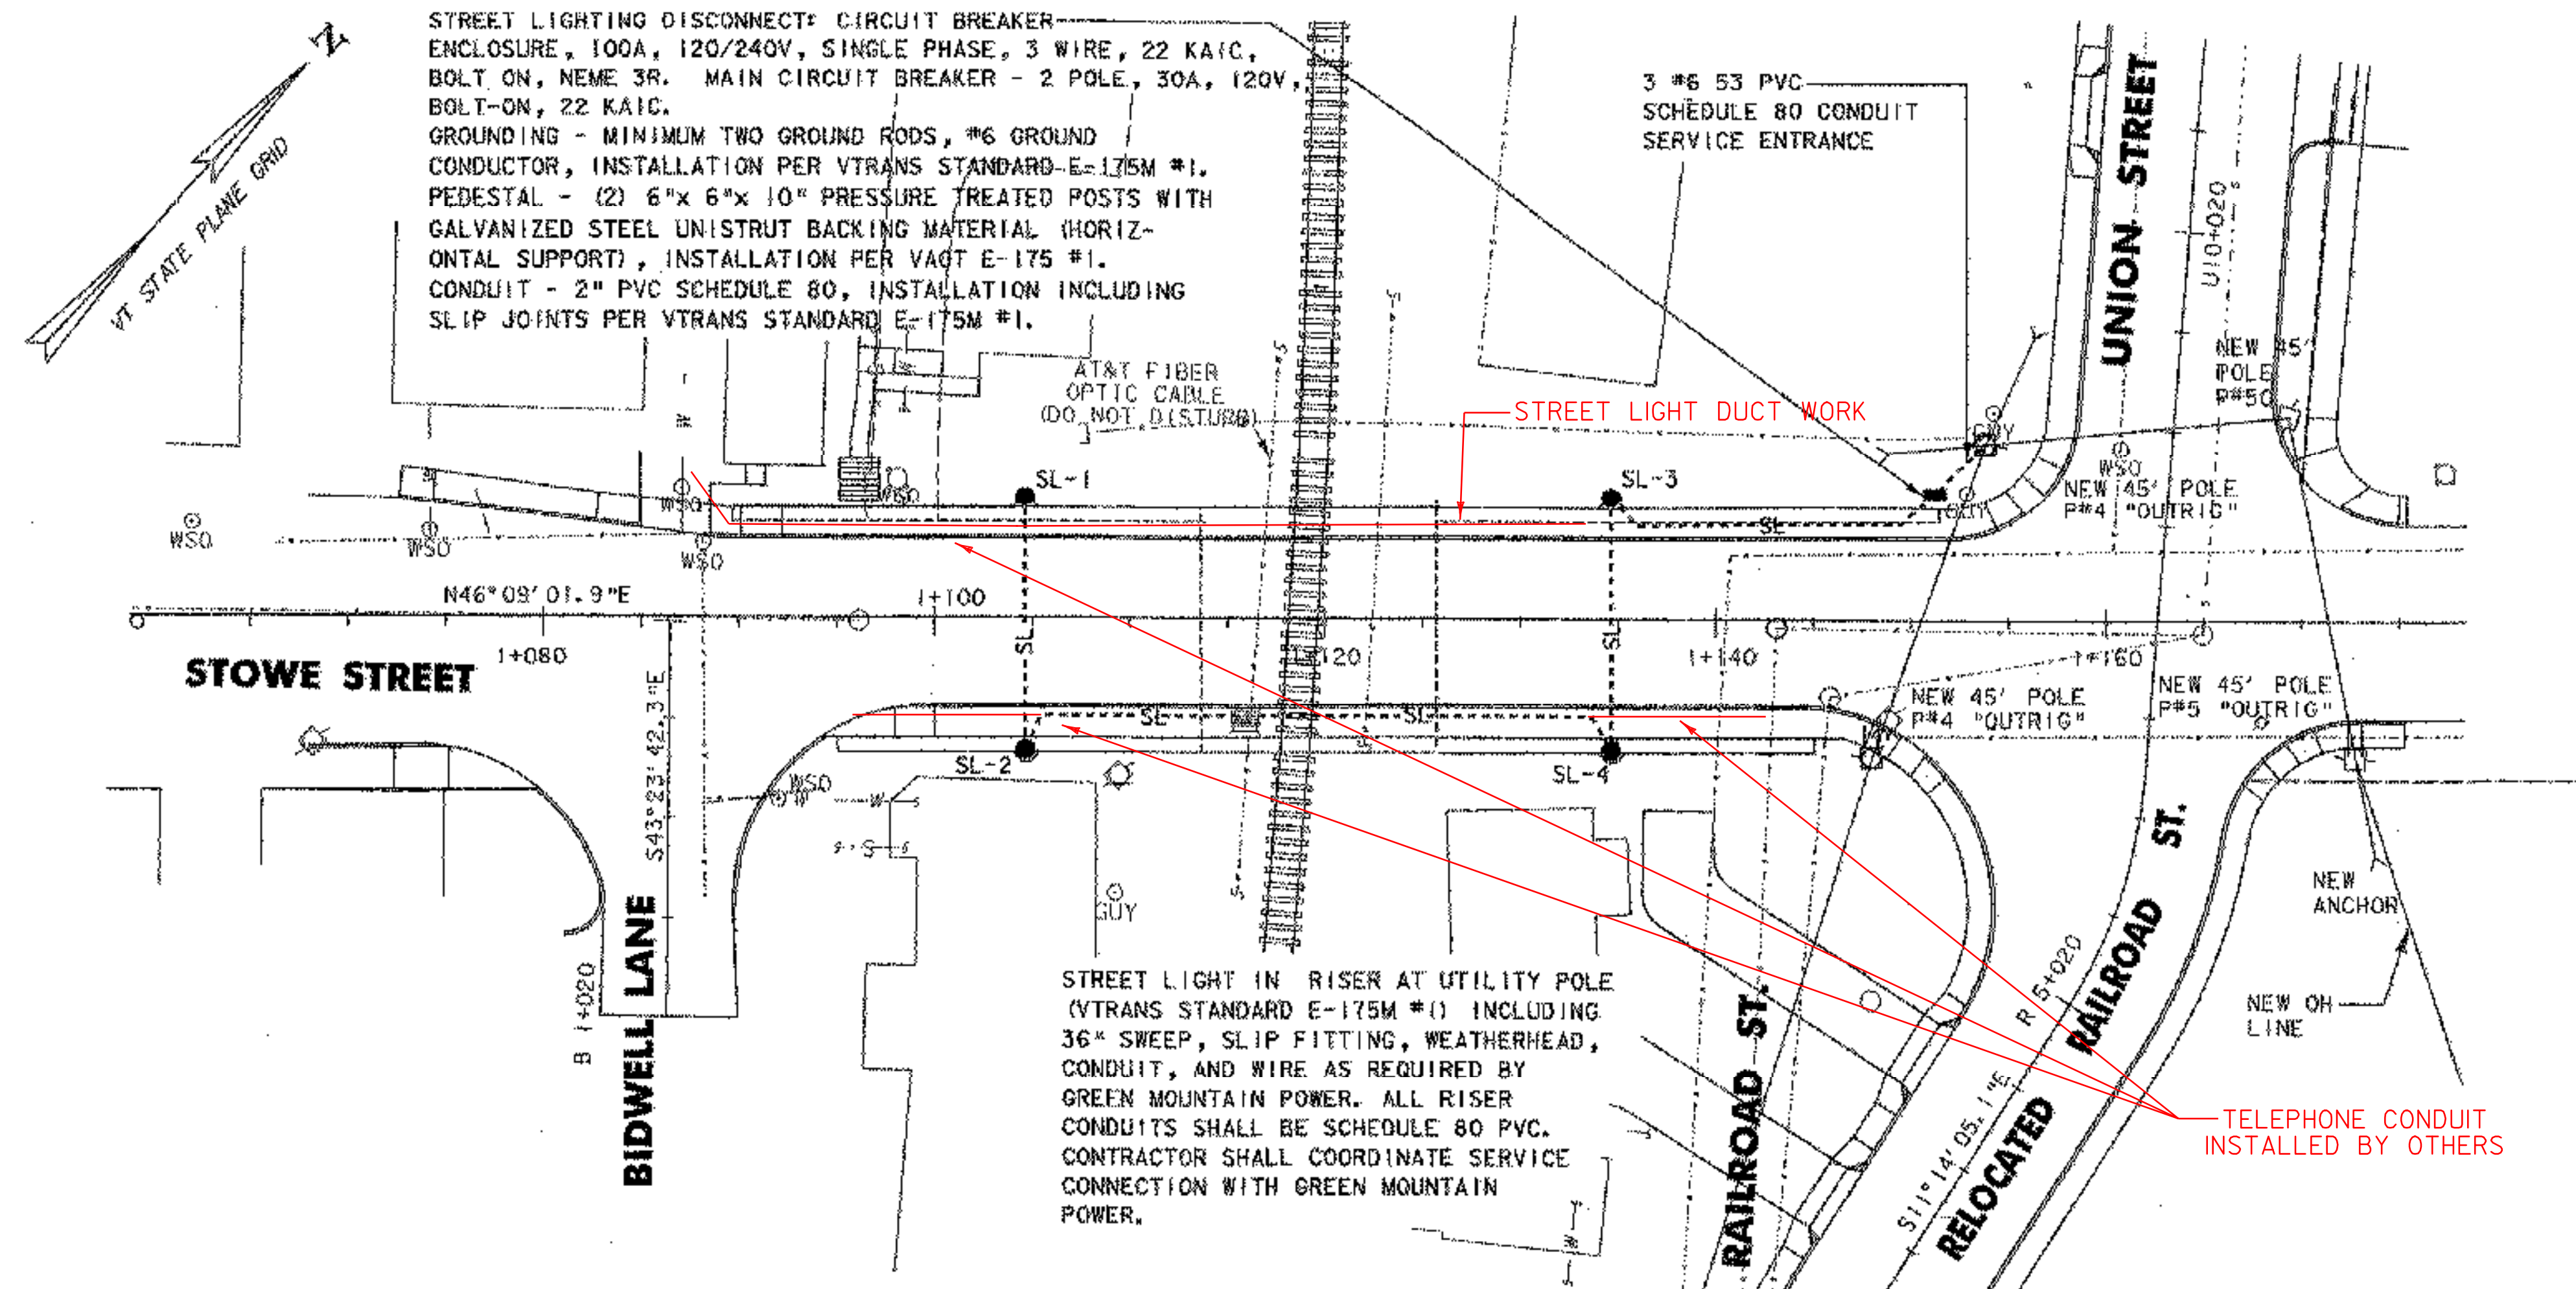 STREET LIGHTING DISCONNECT: CIRCUIT BREAKER
ENCLOSURE, 100A, 120/240V, SINGLE PHASE, 3 WIRE, 22 KAIC,
BOLT ON, NEME 3R. MAIN CIRCUIT BREAKER - 2 POLE, 30A, 120V,
BOLT-ON, 22 KAIC.
GROUNDING - MINIMUM TWO GROUND RODS, #6 GROUND
CONDUCTOR, INSTALLATION PER VTRANS STANDARD E-175M #1.
PEDESTAL - (2) 6"x 6"x 10" PRESSURE TREATED POSTS WITH
GALVANIZED STEEL UNISTRUT BACKING MATERIAL (HORIZ-
ONTAL SUPPORT), INSTALLATION PER VAOT E-175 #1.
CONDUIT - 2" PVC SCHEDULE 80, INSTALLATION INCLUDING
SLIP JOINTS PER VTRANS STANDARD E-175M #1.
N
VT STATE PLANE GRID
3 #6 53 PVC
SCHEDULE 80 CONDUIT
SERVICE ENTRANCE
UNION STREET
U10+020
NEW 45'
POLE
P#50
AT&T FIBER
OPTIC CABLE
(DO NOT DISTURB)
STREET LIGHT DUCT WORK
GUY
WSO
NEW 45' POLE
P#4 "OUTRIG"
GUY
SL-1
SL-3
SL
WSO
WSO
WSO
WSO
WSO
N46°09'01.9"E
1+080
1+100
1+120
1+140
1+160
SL
SL
STOWE STREET
S43°23'42.3"E
SL
SL
SL-2
SL-4
NEW 45' POLE
P#4 "OUTRIG"
NEW 45' POLE
P#5 "OUTRIG"
WSO
W
W
S
GUY
BIDWELL LANE
B 1+020
STREET LIGHT IN RISER AT UTILITY POLE
(VTRANS STANDARD E-175M #1) INCLUDING
36" SWEEP, SLIP FITTING, WEATHERHEAD,
CONDUIT, AND WIRE AS REQUIRED BY
GREEN MOUNTAIN POWER. ALL RISER
CONDUITS SHALL BE SCHEDULE 80 PVC.
CONTRACTOR SHALL COORDINATE SERVICE
CONNECTION WITH GREEN MOUNTAIN
POWER.
RAILROAD ST.
R 5+020
S11°14'05.1"E
RELOCATED RAILROAD ST.
NEW
ANCHOR
NEW OH
LINE
TELEPHONE CONDUIT
INSTALLED BY OTHERS